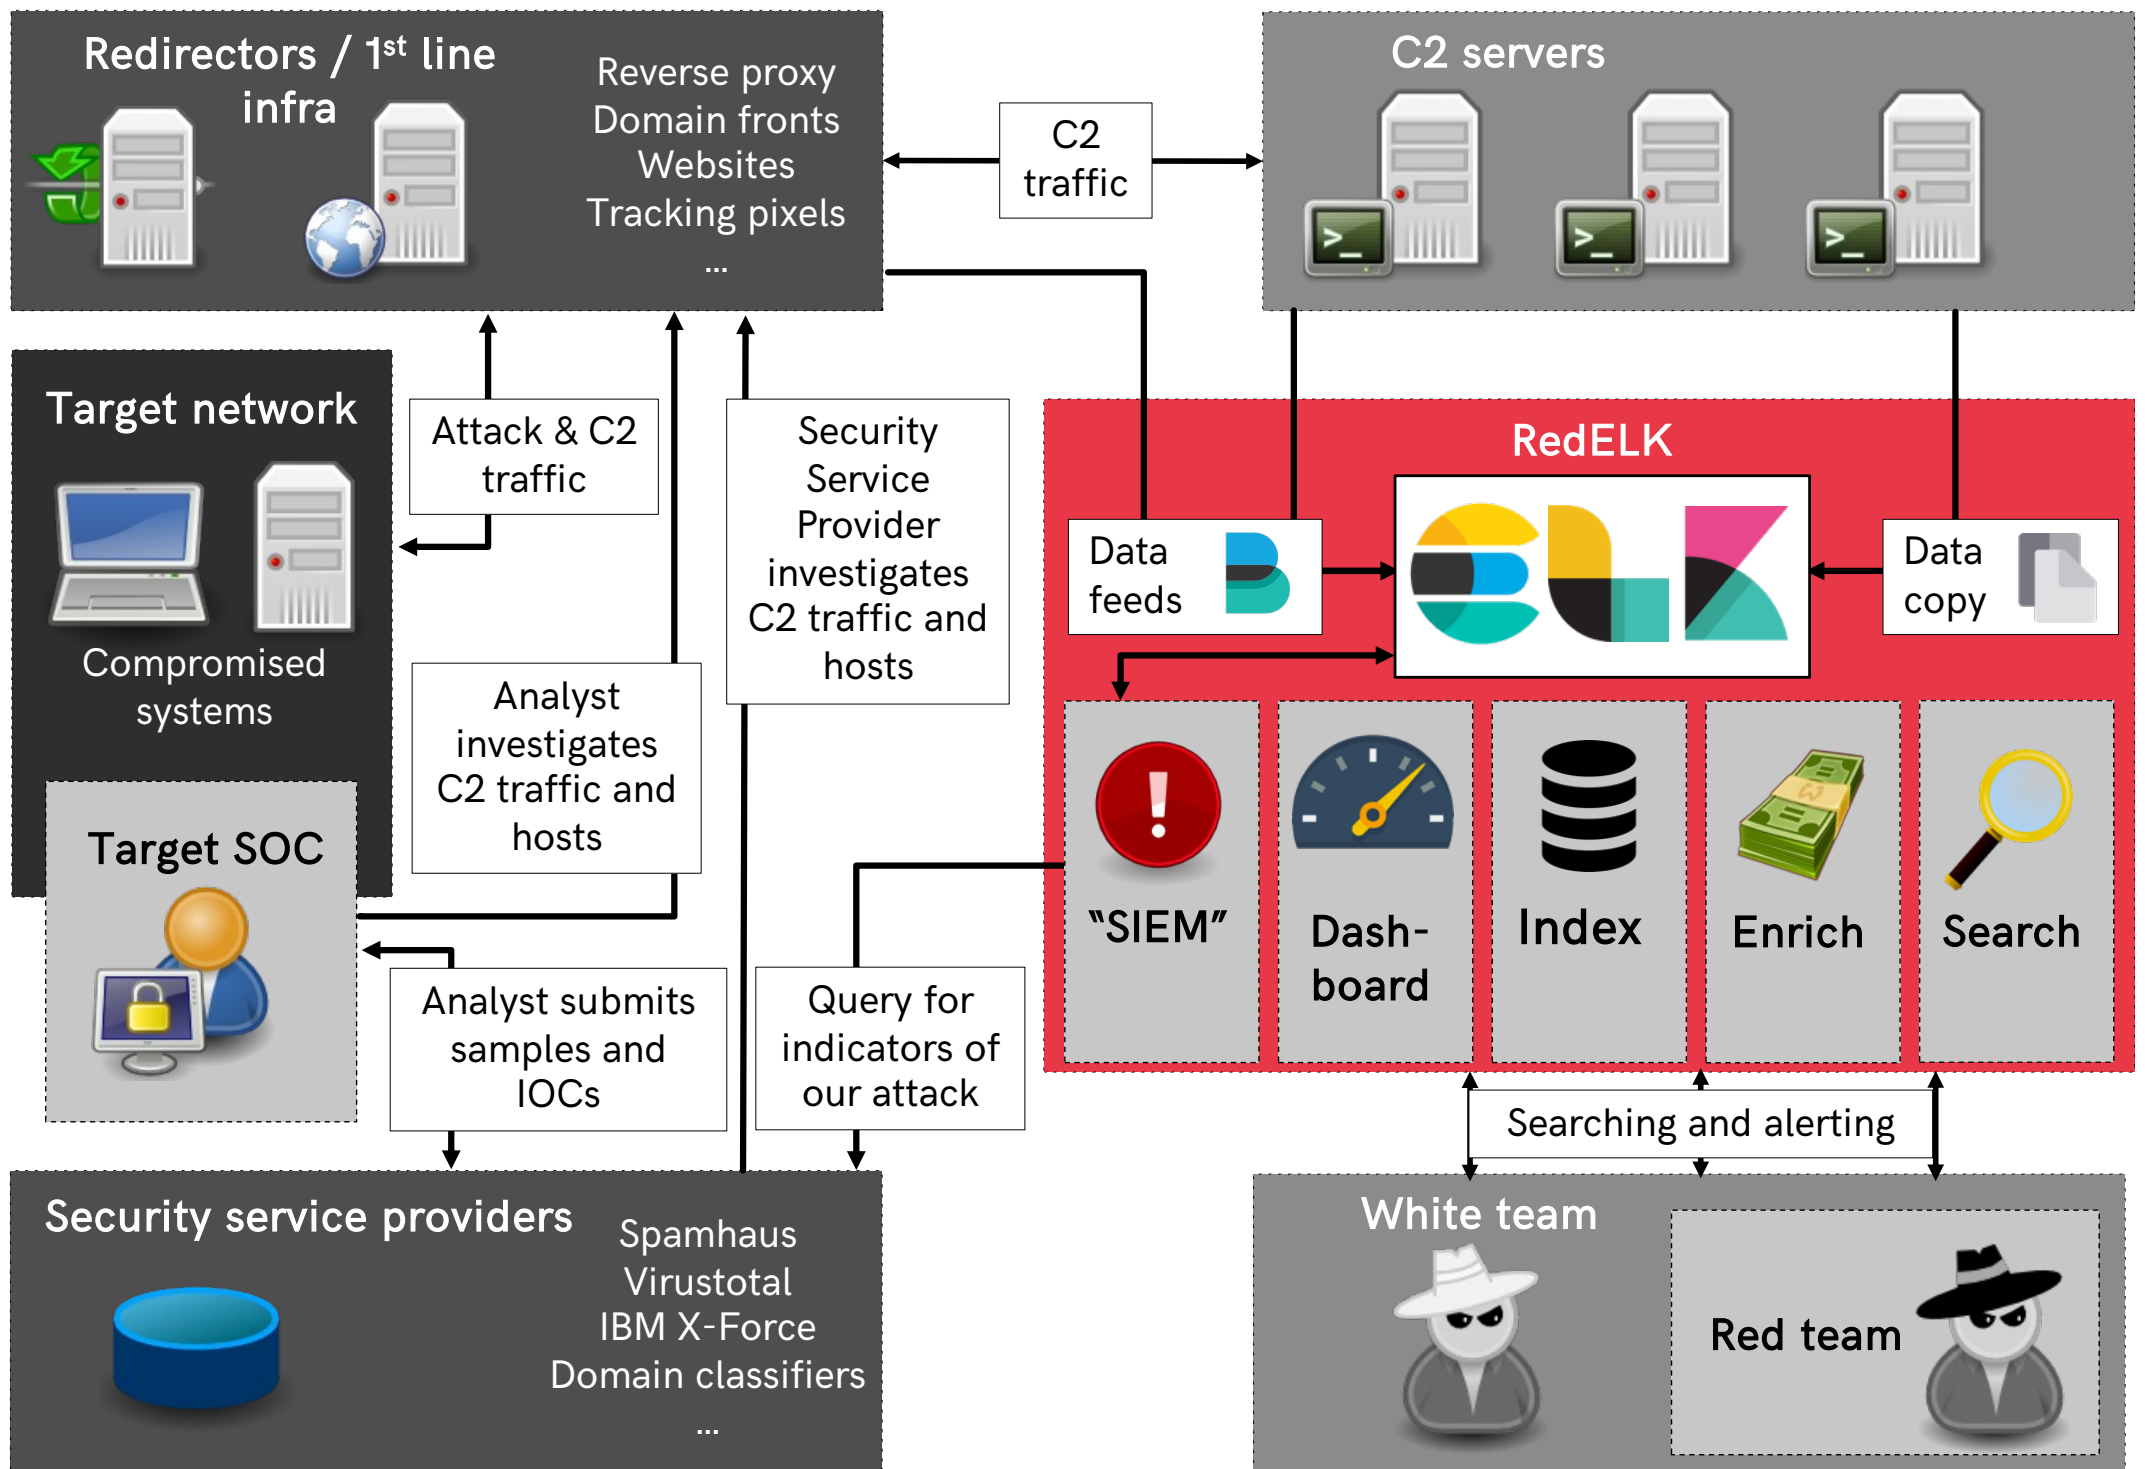 Redirectors / 1st line
infra
Reverse proxy
Domain fronts
Websites
Tracking pixels
...
C2
traffic
C2 servers
>_
>_
>_
Target network
Compromised
systems
Attack & C2
traffic
Security
Service
Provider
investigates
C2 traffic and
hosts
Analyst
investigates
C2 traffic and
hosts
Target SOC
Analyst submits
samples and
IOCs
Query for
indicators of
our attack
RedELK
Data
feeds
B
ELK
Data
copy
!
“SIEM”
Dash-
board
Index
Enrich
Search
Searching and alerting
Security service providers
Spamhaus
Virustotal
IBM X-Force
Domain classifiers
...
White team
Red team